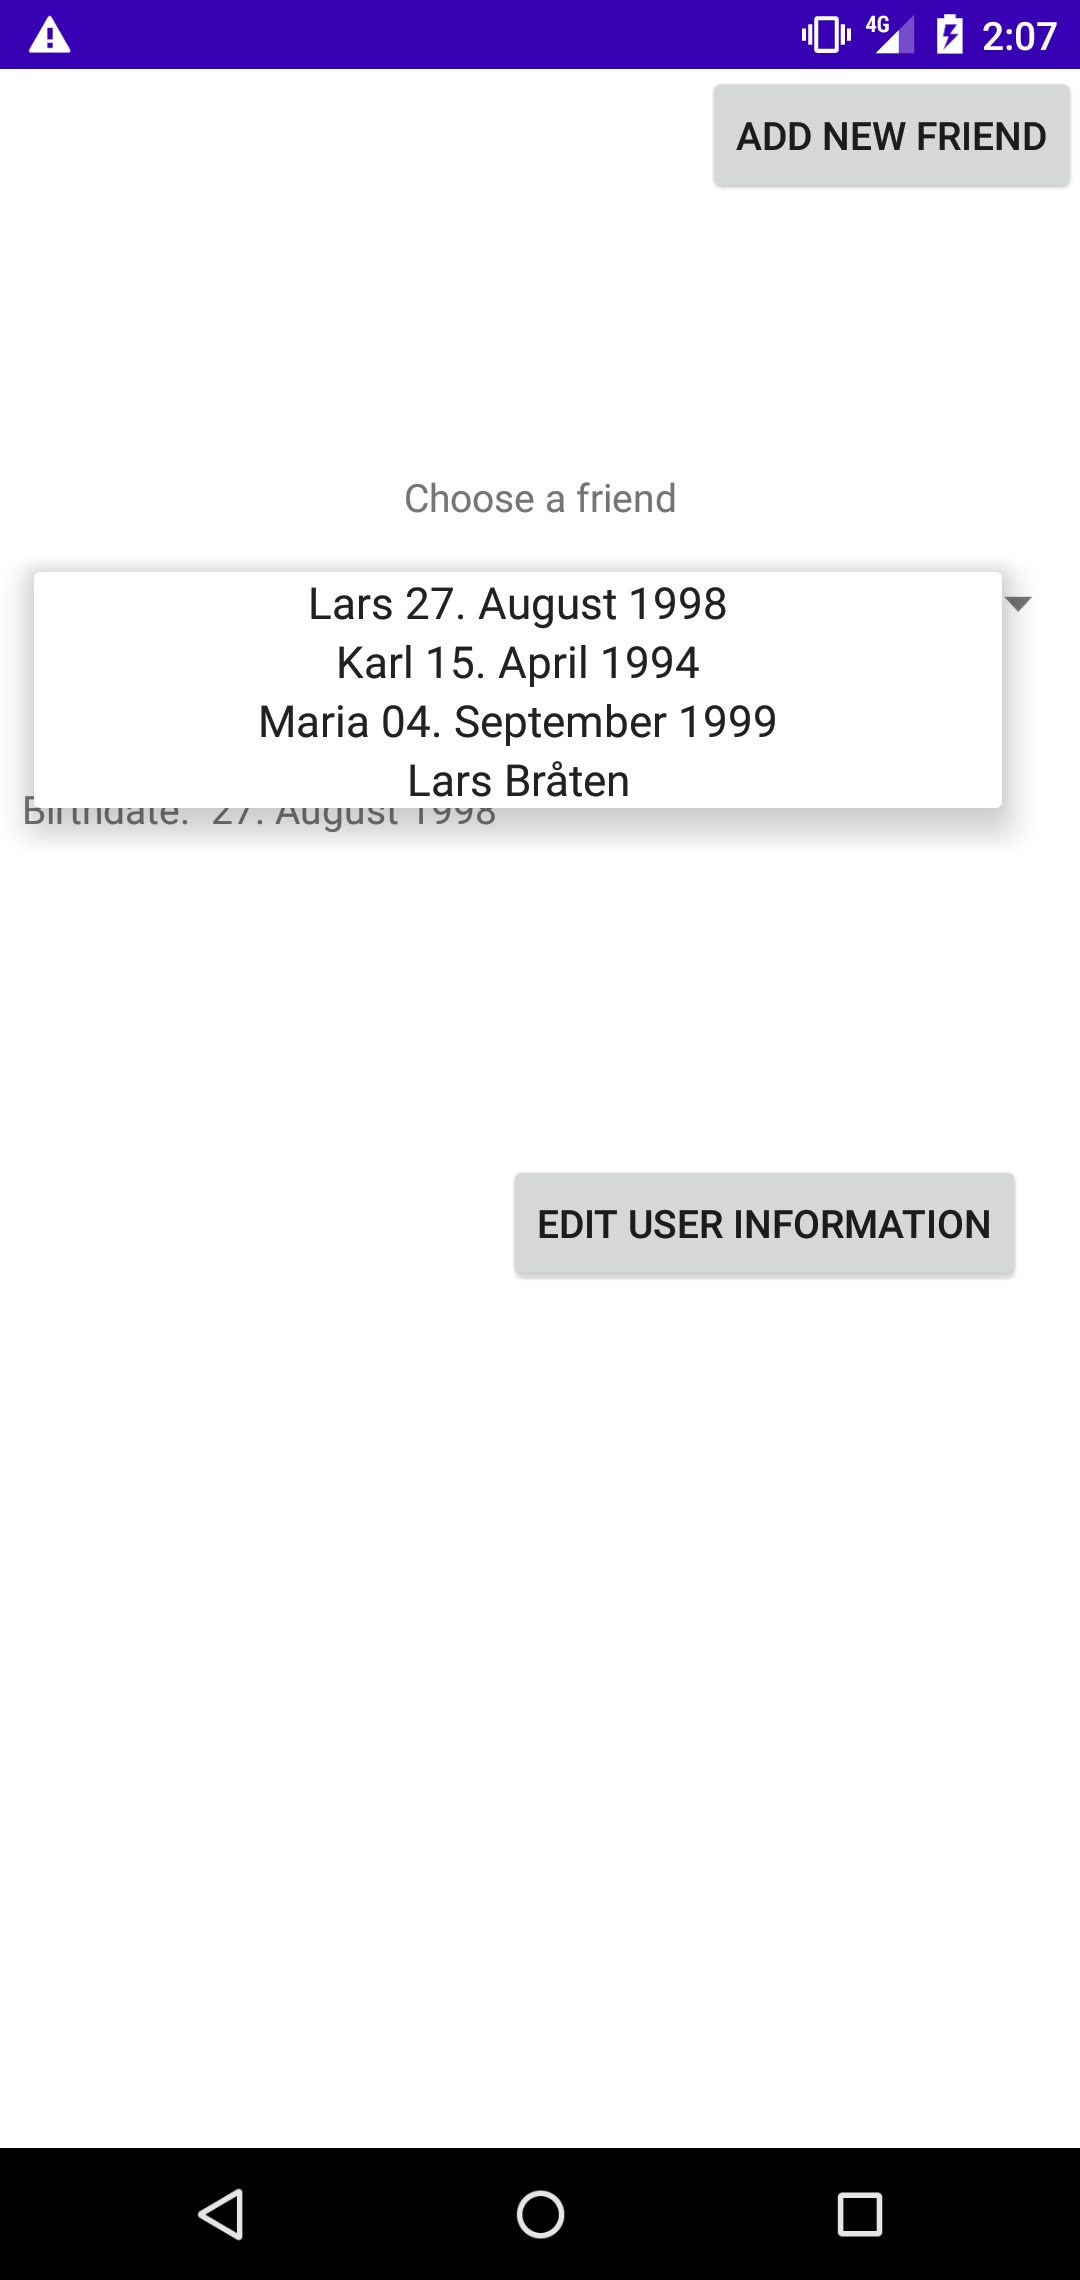 4G 2:07
ADD NEW FRIEND
Choose a friend
Lars 27. August 1998
Karl 15. April 1994
Maria 04. September 1999
Lars Bråten
Birthdate: 27. August 1998
EDIT USER INFORMATION